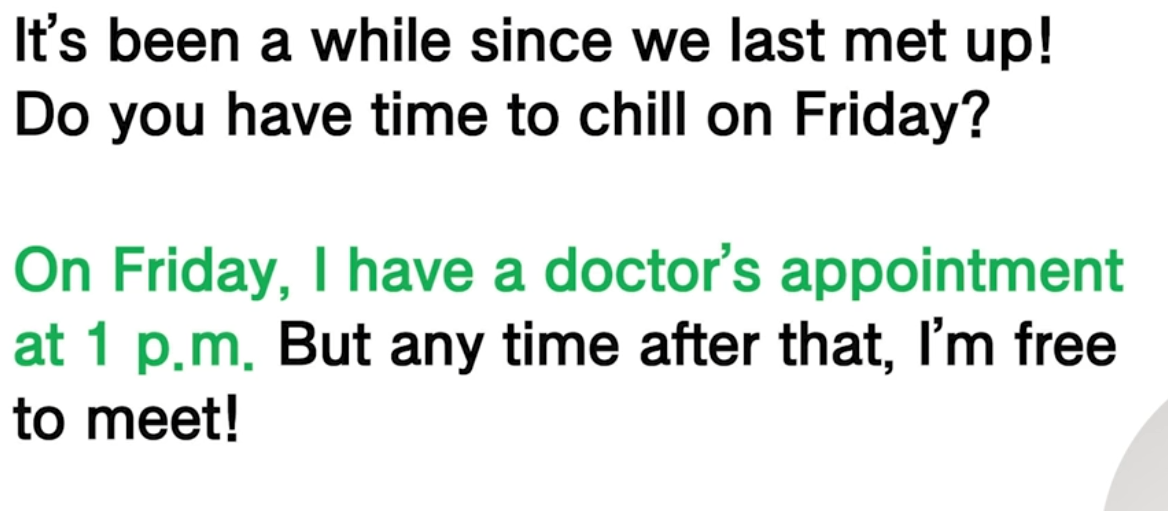 It’s been a while since we last met up!
Do you have time to chill on Friday?
On Friday, I have a doctor’s appointment
at 1 p.m. But any time after that, I’m free
to meet!